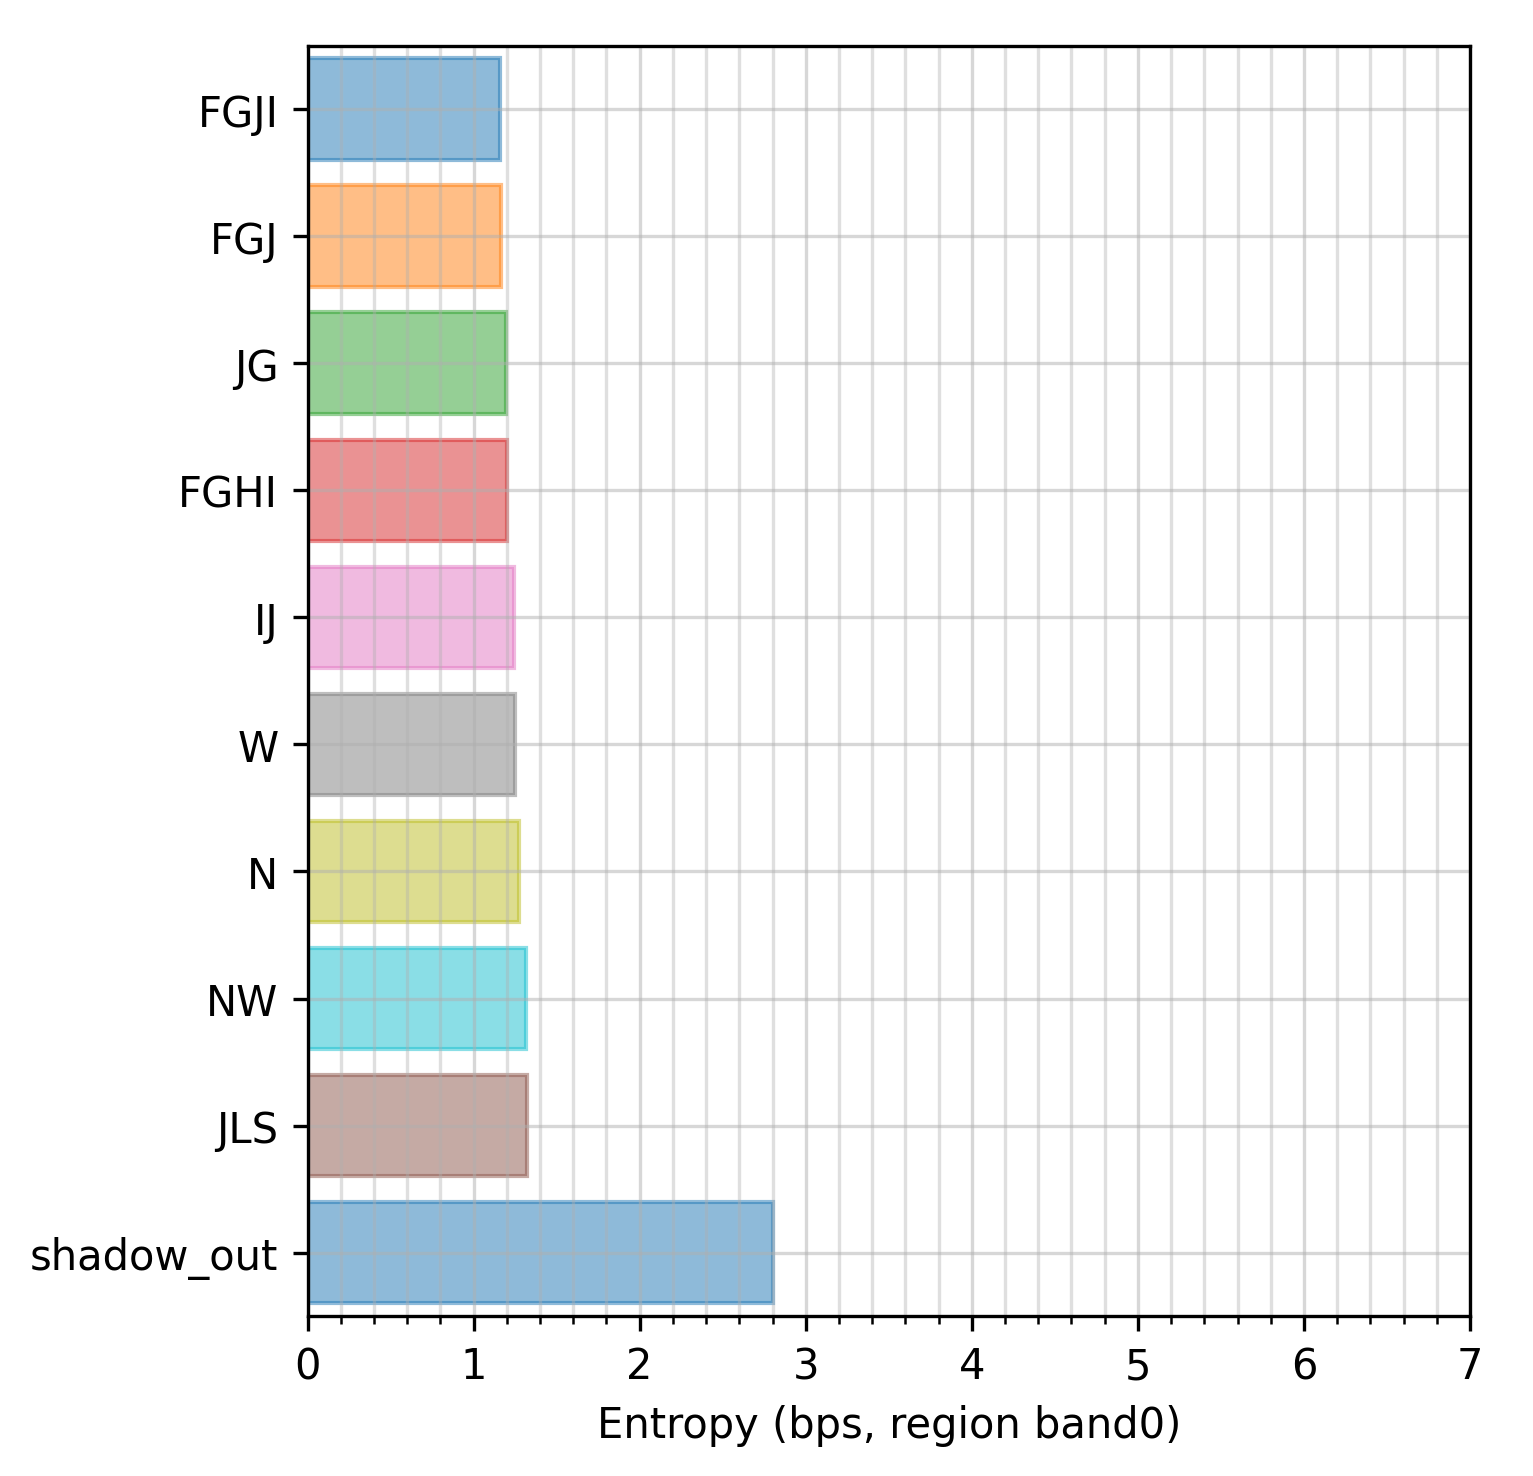 FGJI
FGJ
JG
FGHI
IJ
W
N
NW
JLS
shadow_out
0 1 2 3 4 5 6 7
Entropy (bps, region band0)